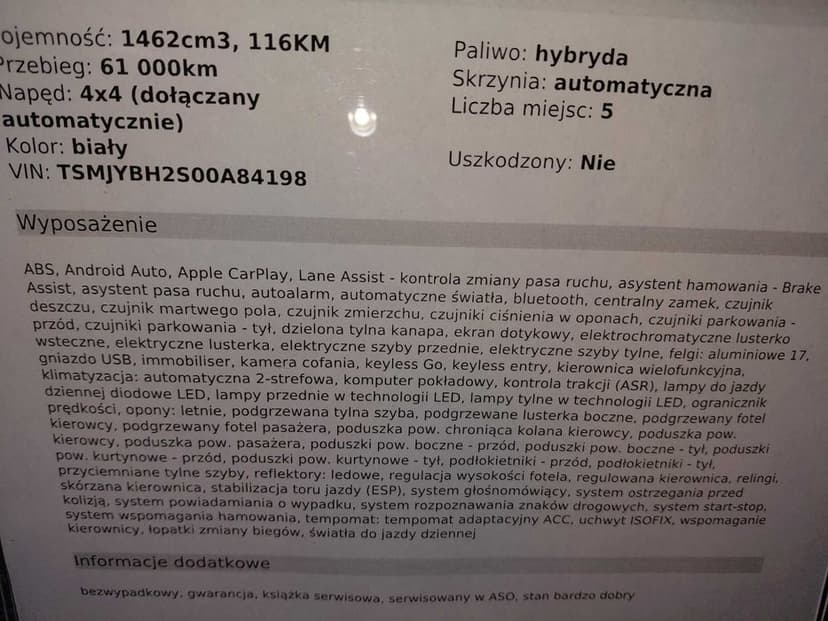 ojemność: 1462cm3, 116KM
Przebieg: 61 000km
Napęd: 4x4 (dołączany
automatycznie)
Kolor: biały
VIN: TSMJYBH2S00A84198
Paliwo: hybryda
Skrzynia: automatyczna
Liczba miejsc: 5
Uszkodzony: Nie
Wyposażenie
ABS, Android Auto, Apple CarPlay, Lane Assist - kontrola zmiany pasa ruchu, asystent hamowania - Brake
Assist, asystent pasa ruchu, autoalarm, automatyczne światła, bluetooth, centralny zamek, czujnik
deszczu, czujnik martwego pola, czujnik zmierzchu, czujniki ciśnienia w oponach, czujniki parkowania -
przód, czujniki parkowania - tył, dzielona tylna kanapa, ekran dotykowy, elektrochromatyczne lusterko
wsteczne, elektryczne lusterka, elektryczne szyby przednie, elektryczne szyby tylne, felgi: aluminiowe 17,
gniazdo USB, immobiliser, kamera cofania, keyless Go, keyless entry, kierownica wielofunkcyjna,
klimatyzacja: automatyczna 2-strefowa, komputer pokładowy, kontrola trakcji (ASR), lampy do jazdy
dziennej diodowe LED, lampy przednie w technologii LED, lampy tylne w technologii LED, ogranicznik
prędkości, opony: letnie, podgrzewana tylna szyba, podgrzewane lusterka boczne, podgrzewany fotel
kierowcy, podgrzewany fotel pasażera, poduszka pow. chroniąca kolana kierowcy, poduszka pow.
kierowcy, poduszka pow. pasażera, poduszki pow. boczne - przód, poduszki pow. boczne - tył, poduszki
pow. kurtynowe - przód, poduszki pow. kurtynowe - tył, podłokietniki - przód, podłokietniki - tył,
przyciemniane tylne szyby, reflektory: ledowe, regulacja wysokości fotela, regulowana kierownica, relingi,
skórzana kierownica, stabilizacja toru jazdy (ESP), system głośnomówiący, system ostrzegania przed
kolizją, system powiadamiania o wypadku, system rozpoznawania znaków drogowych, system start-stop,
system wspomagania hamowania, tempomat: tempomat adaptacyjny ACC, uchwyt ISOFIX, wspomaganie
kierownicy, łopatki zmiany biegów, światła do jazdy dziennej
Informacje dodatkowe
bezwypadkowy, gwarancja, książka serwisowa, serwisowany w ASO, stan bardzo dobry